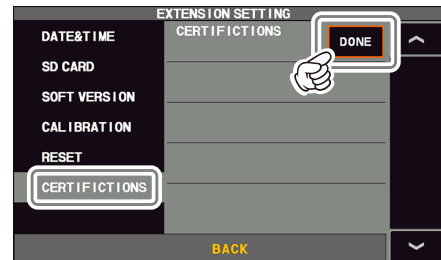 EXTENSION SETTING
DATE&TIME
CERTIFICTIONS
DONE
SD CARD
SOFT VERSION
CALIBRATION
RESET
CERTIFICTIONS
BACK